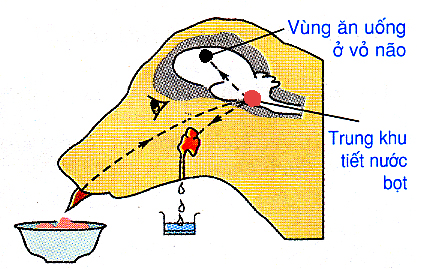 Vùng ăn uống
ở vỏ não
Trung khu
tiết nước
bọt